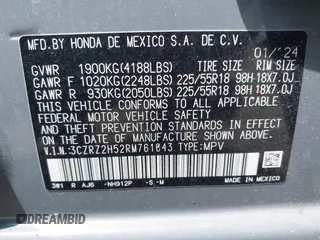 MFD.BY HONDA DE MEXICO S.A. DE C.V.
01/'24
GVWR 1900KG(4188LBS) TIRE SIZE RIM SIZE
GAWR F 1020KG(2248LBS) 225/55R18 98H 18X7.0J
GAWR R 930KG(2050LBS) 225/55R18 98H 18X7.0J
THIS VEHICLE CONFORMS TO ALL APPLICABLE
FEDERAL MOTOR VEHICLE SAFETY AND THEFT
PREVENTION STANDARDS IN EFFECT ON THE DATE
OF MANUFACTURE SHOWN ABOVE.
V.I.N.:3CZRZ2H52RM761843 TYPE:MPV
3W1 R AJ6 -NH912P -S-M
MADE IN MEXICO